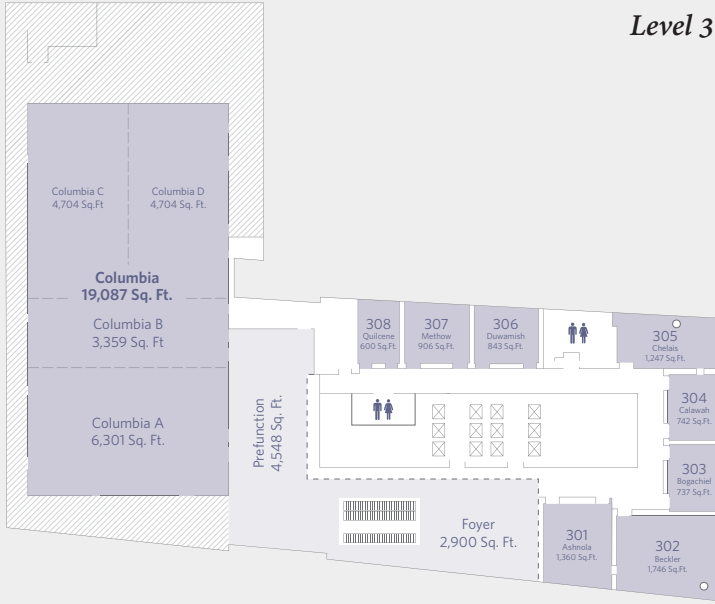 Level 3
Columbia C
4,704 Sq.Ft
Columbia D
4,704 Sq. Ft.
Columbia
19,087 Sq. Ft.
Columbia B
3,359 Sq. Ft
Columbia A
6,301 Sq. Ft.
Prefunction
4,548 Sq. Ft.
308
Quilcene
600 Sq.Ft.
307
Methow
906 Sq.Ft.
306
Duwamish
843 Sq.Ft.
305
Chelais
1,247 Sq.Ft.
304
Calawah
742 Sq.Ft.
303
Bogachiel
737 Sq.Ft.
Foyer
2,900 Sq. Ft.
301
Ashnola
1,360 Sq.Ft.
302
Beckler
1,746 Sq.Ft.